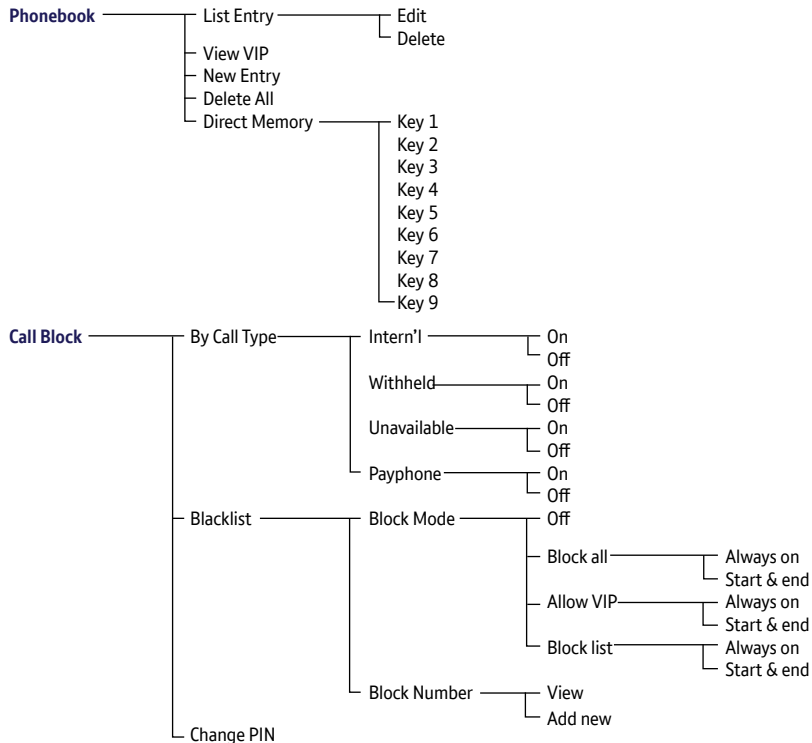 Phonebook List Entry Edit
Delete
View VIP
New Entry
Delete All
Direct Memory Key 1
Key 2
Key 3
Key 4
Key 5
Key 6
Key 7
Key 8
Key 9
Call Block By Call Type Intern'l On
Off
Withheld On
Off
Unavailable On
Off
Payphone On
Off
Blacklist Block Mode Off
Block all Always on
Start & end
Allow VIP Always on
Start & end
Block list Always on
Start & end
Block Number View
Add new
Change PIN